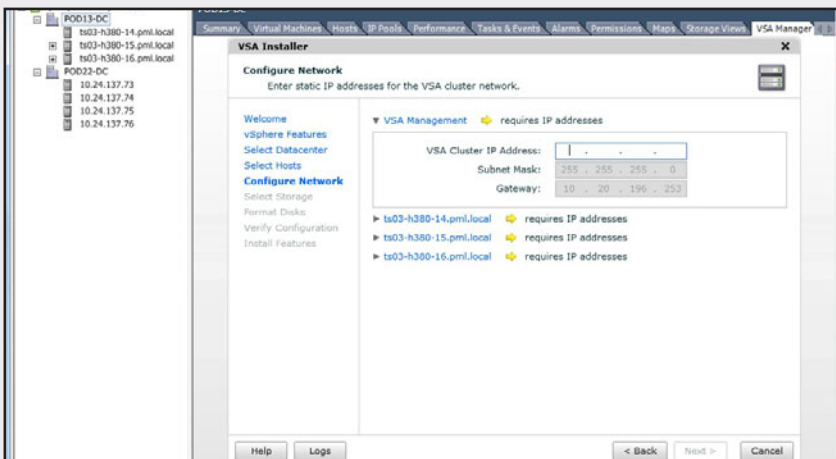 POD13-DC
ts03-h380-14.pml.local
ts03-h380-15.pml.local
ts03-h380-16.pml.local
POD22-DC
10.24.137.73
10.24.137.74
10.24.137.75
10.24.137.76
Summary Virtual Machines Hosts IP Pools Performance Tasks & Events Alarms Permissions Maps Storage Views VSA Manager
VSA Installer
Configure Network
Enter static IP addresses for the VSA cluster network.
Welcome
vSphere Features
Select Datacenter
Select Hosts
Configure Network
Select Storage
Format Disks
Verify Configuration
Install Features
VSA Management requires IP addresses
VSA Cluster IP Address: . . .
Subnet Mask: 255 . 255 . 255 . 0
Gateway: 10 . 20 . 196 . 253
ts03-h380-14.pml.local requires IP addresses
ts03-h380-15.pml.local requires IP addresses
ts03-h380-16.pml.local requires IP addresses
Help Logs < Back Next > Cancel